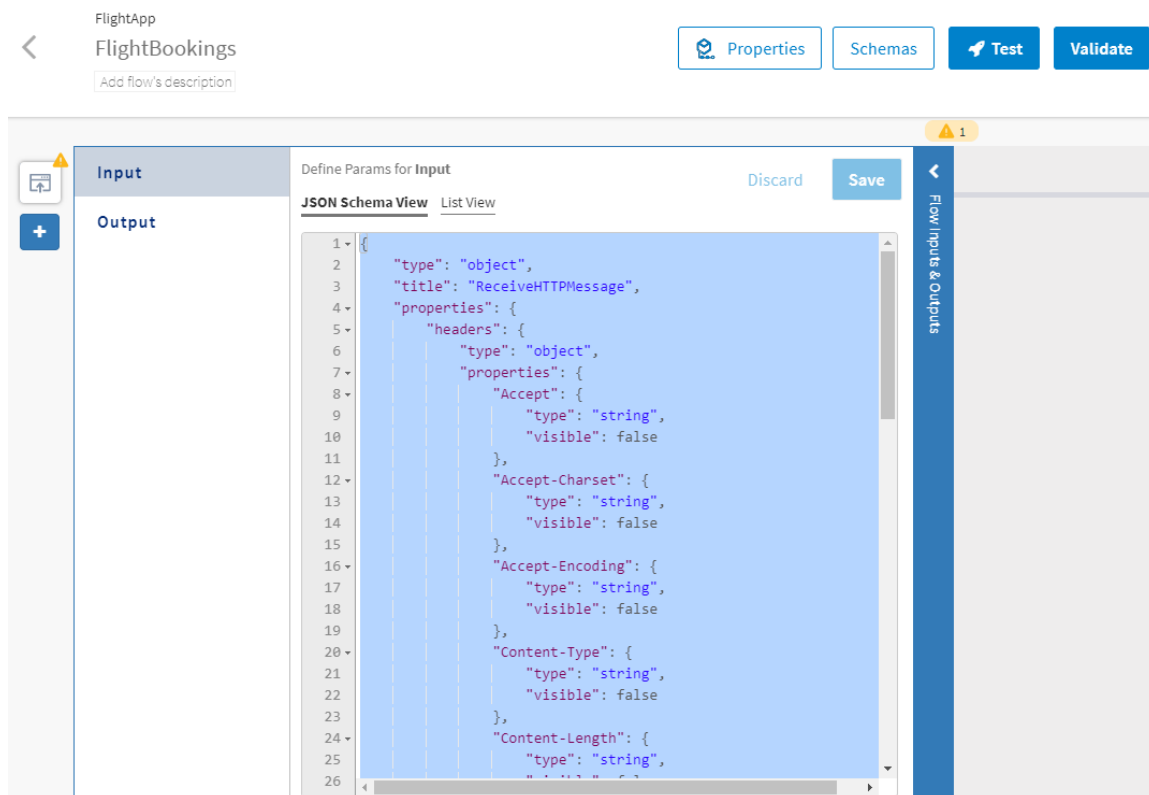 FlightApp
FlightBookings
Add flow's description
Properties
Schemas
Test
Validate
1
Input
Output
Define Params for Input
Discard
Save
JSON Schema View
List View
Flow Inputs & Outputs
1 {
2 "type": "object",
3 "title": "ReceiveHTTPMessage",
4 "properties": {
5 "headers": {
6 "type": "object",
7 "properties": {
8 "Accept": {
9 "type": "string",
10 "visible": false
11 },
12 "Accept-Charset": {
13 "type": "string",
14 "visible": false
15 },
16 "Accept-Encoding": {
17 "type": "string",
18 "visible": false
19 },
20 "Content-Type": {
21 "type": "string",
22 "visible": false
23 },
24 "Content-Length": {
25 "type": "string",
26